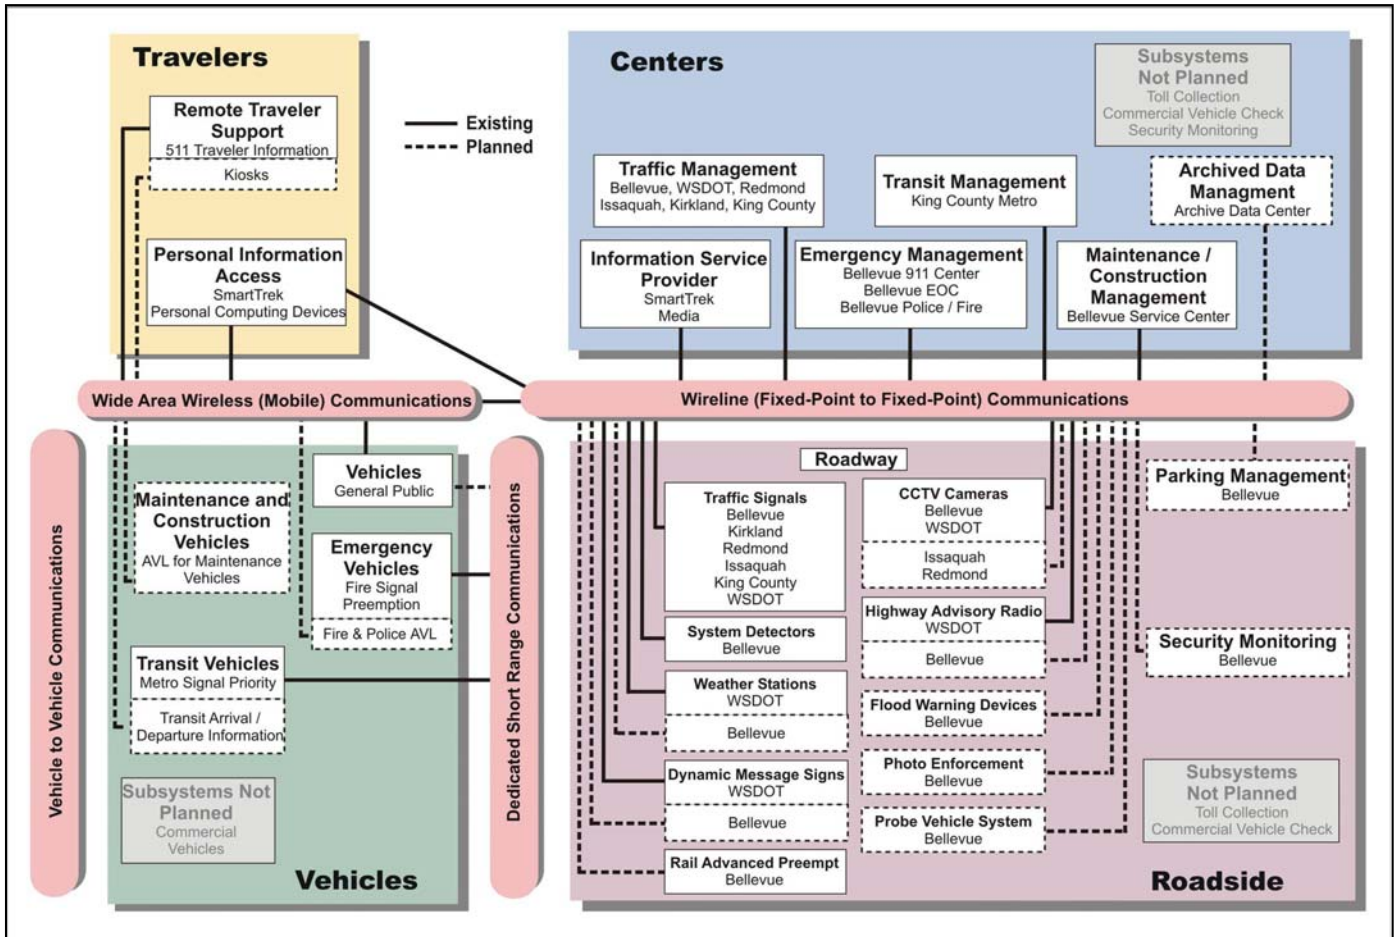 Travelers
Remote Traveler
Support
511 Traveler Information
Kiosks
Personal Information
Access
SmartTrek
Personal Computing Devices
Existing
Planned
Centers
Subsystems
Not Planned
Toll Collection
Commercial Vehicle Check
Security Monitoring
Traffic Management
Bellevue, WSDOT, Redmond
Issaquah, Kirkland, King County
Transit Management
King County Metro
Archived Data
Managment
Archive Data Center
Information Service
Provider
SmartTrek
Media
Emergency Management
Bellevue 911 Center
Bellevue EOC
Bellevue Police / Fire
Maintenance /
Construction
Management
Bellevue Service Center
Wide Area Wireless (Mobile) Communications
Wireline (Fixed-Point to Fixed-Point) Communications
Vehicle to Vehicle Communications
Vehicles
General Public
Maintenance and
Construction
Vehicles
AVL for Maintenance
Vehicles
Emergency
Vehicles
Fire Signal
Preemption
Fire & Police AVL
Transit Vehicles
Metro Signal Priority
Transit Arrival /
Departure Information
Subsystems Not
Planned
Commercial
Vehicles
Vehicles
Dedicated Short Range Communications
Roadway
Traffic Signals
Bellevue
Kirkland
Redmond
Issaquah
King County
WSDOT
System Detectors
Bellevue
Weather Stations
WSDOT
Bellevue
Dynamic Message Signs
WSDOT
Bellevue
Rail Advanced Preempt
Bellevue
CCTV Cameras
Bellevue
WSDOT
Issaquah
Redmond
Highway Advisory Radio
WSDOT
Bellevue
Flood Warning Devices
Bellevue
Photo Enforcement
Bellevue
Probe Vehicle System
Bellevue
Parking Management
Bellevue
Security Monitoring
Bellevue
Subsystems
Not Planned
Toll Collection
Commercial Vehicle Check
Roadside